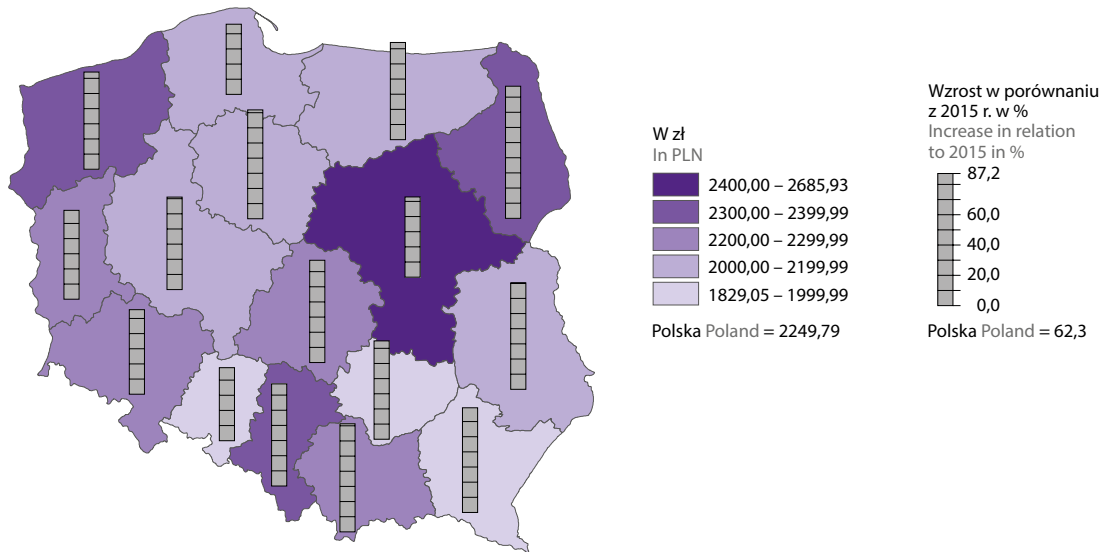 W zł
In PLN
2400,00 – 2685,93
2300,00 – 2399,99
2200,00 – 2299,99
2000,00 – 2199,99
1829,05 – 1999,99
Polska Poland = 2249,79
Wzrost w porównaniu
z 2015 r. w %
Increase in relation
to 2015 in %
87,2
60,0
40,0
20,0
0,0
Polska Poland = 62,3